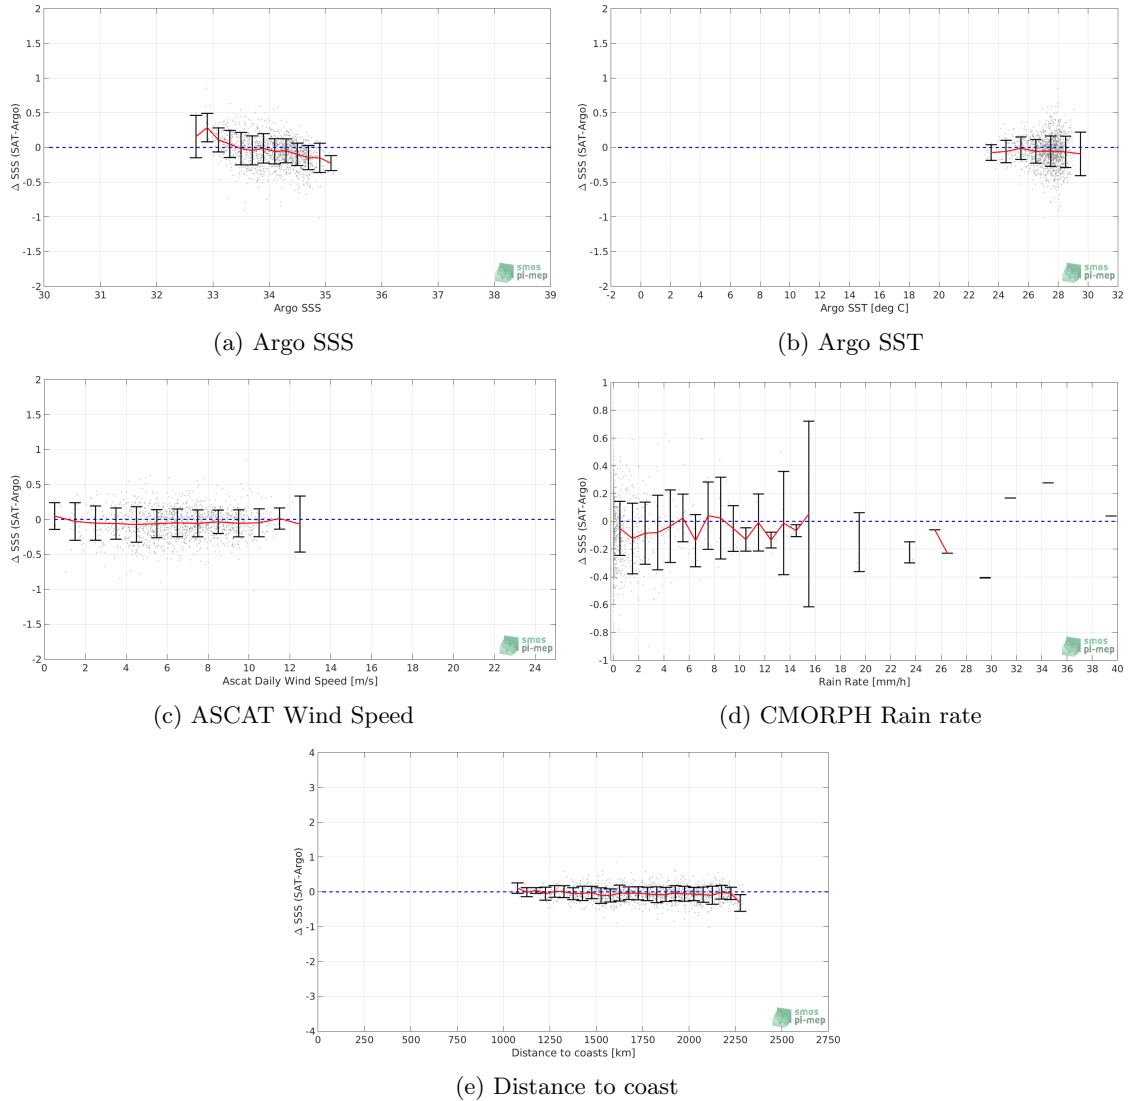 2
1.5
1
0.5
0
-0.5
-1
-1.5
-2
Δ SSS (SAT-Argo)
30 31 32 33 34 35 36 37 38 39
Argo SSS
smos
pi-mep
(a) Argo SSS
2
1.5
1
0.5
0
-0.5
-1
-1.5
-2
Δ SSS (SAT-Argo)
-2 0 2 4 6 8 10 12 14 16 18 20 22 24 26 28 30 32
Argo SST [deg C]
smos
pi-mep
(b) Argo SST
2
1.5
1
0.5
0
-0.5
-1
-1.5
-2
Δ SSS (SAT-Argo)
0 2 4 6 8 10 12 14 16 18 20 22 24
Ascat Daily Wind Speed [m/s]
smos
pi-mep
(c) ASCAT Wind Speed
1
0.8
0.6
0.4
0.2
0
-0.2
-0.4
-0.6
-0.8
-1
Δ SSS (SAT-Argo)
0 2 4 6 8 10 12 14 16 18 20 22 24 26 28 30 32 34 36 38 40
Rain Rate [mm/h]
smos
pi-mep
(d) CMORPH Rain rate
4
3
2
1
0
-1
-2
-3
-4
Δ SSS (SAT-Argo)
0 250 500 750 1000 1250 1500 1750 2000 2250 2500 2750
Distance to coasts [km]
smos
pi-mep
(e) Distance to coast